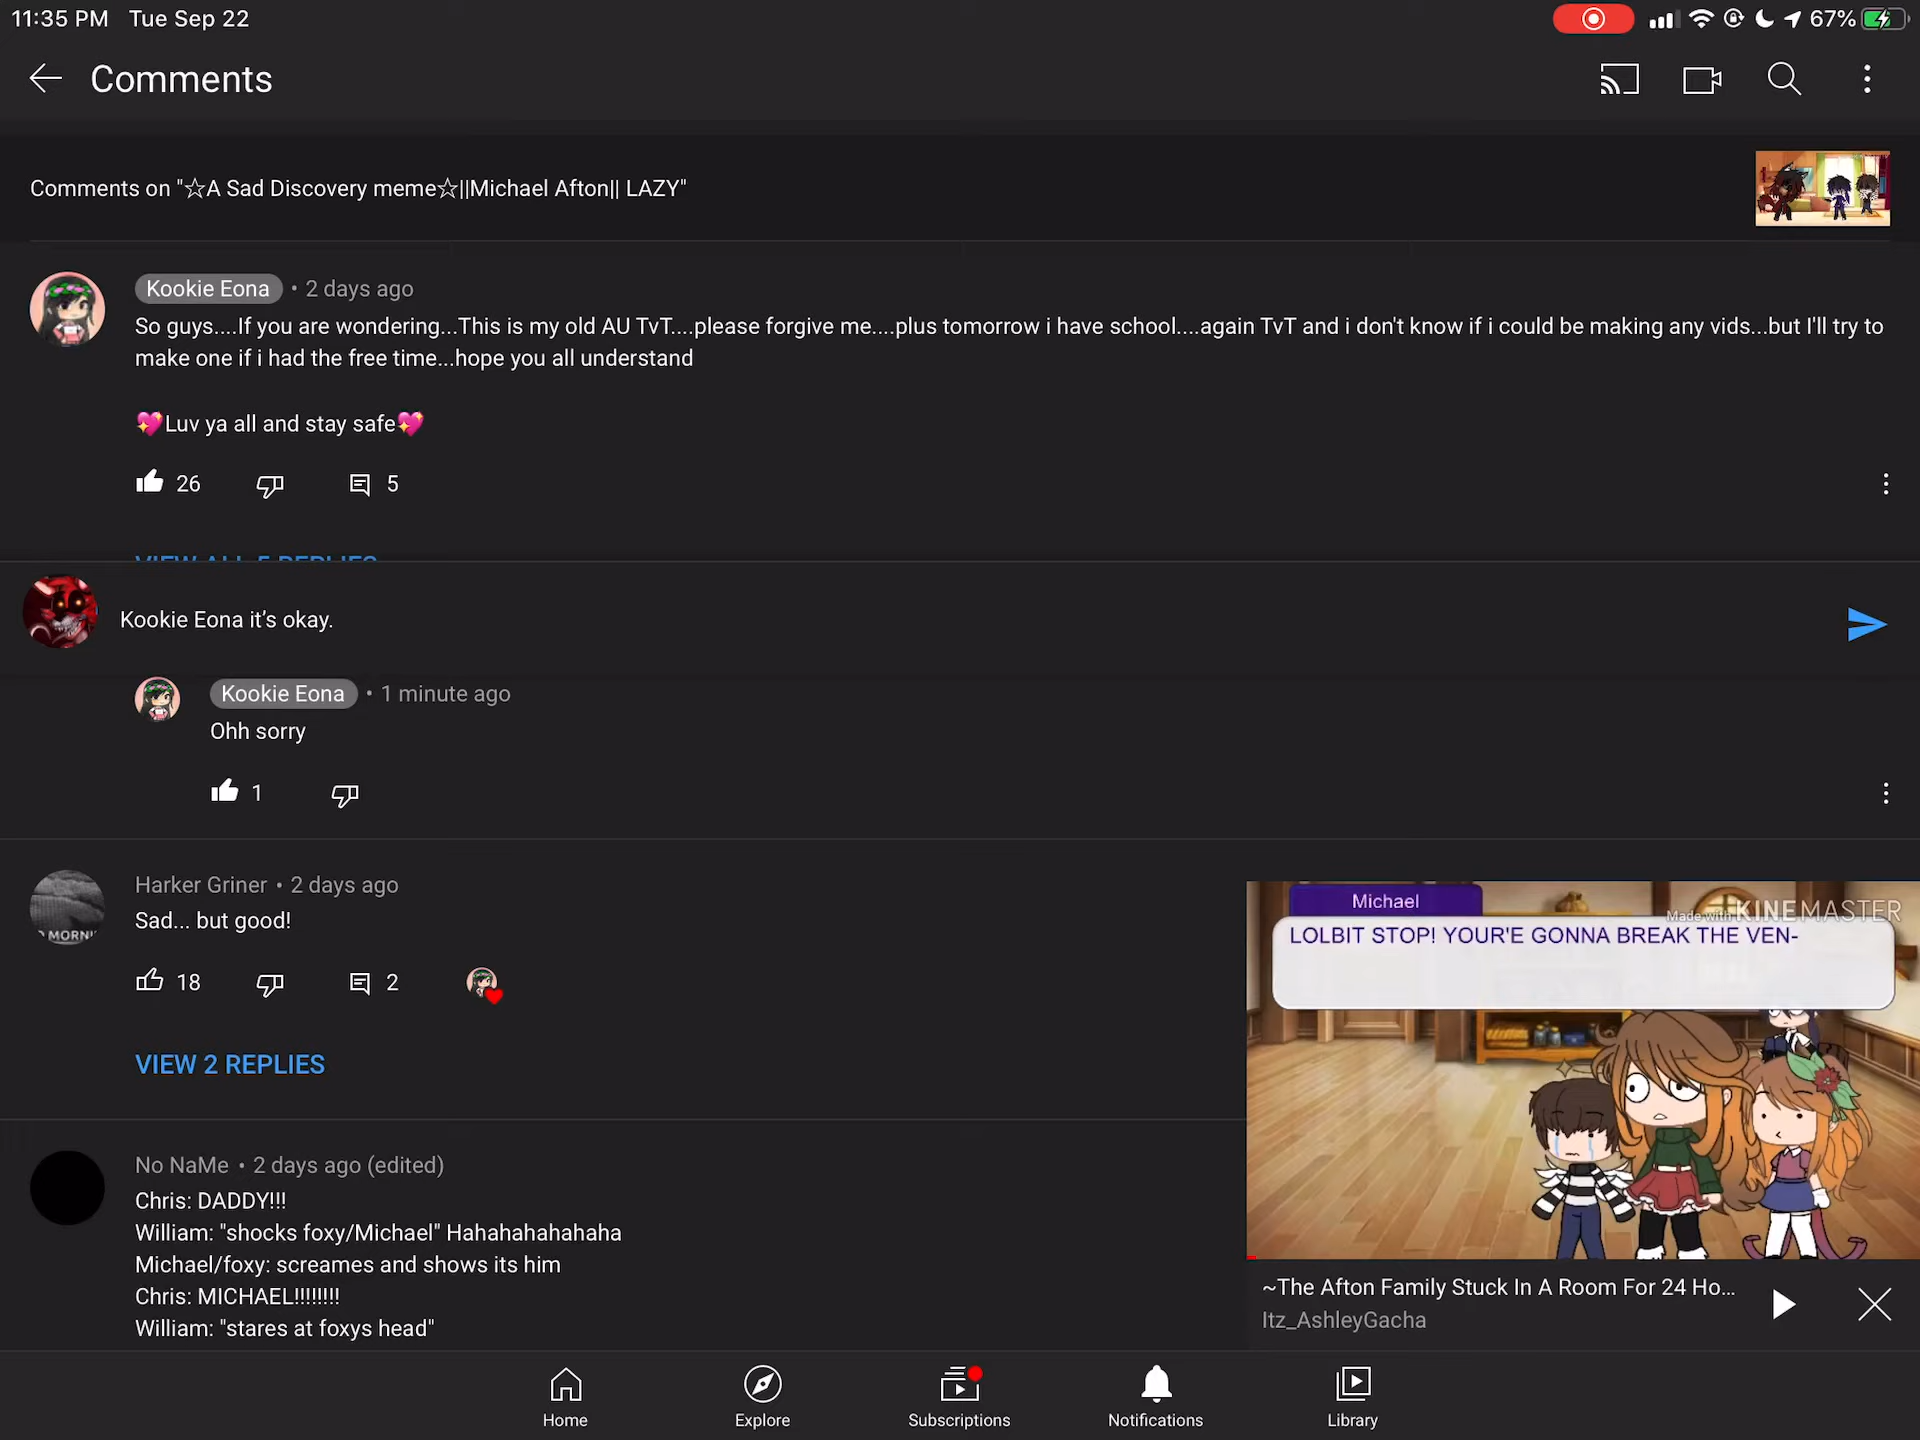 11:35 PM Tue Sep 22
67%
Comments
Comments on "☆A Sad Discovery meme☆||Michael Afton|| LAZY"
Kookie Eona • 2 days ago
So guys....If you are wondering...This is my old AU TvT....please forgive me....plus tomorrow i have school....again TvT and i don't know if i could be making any vids...but I'll try to
make one if i had the free time...hope you all understand
💖Luv ya all and stay safe💖
26
5
VIEW ALL 5 REPLIES
Kookie Eona it’s okay.
Kookie Eona • 1 minute ago
Ohh sorry
1
Harker Griner • 2 days ago
Sad... but good!
MORNI
18
2
VIEW 2 REPLIES
Michael
Made with KINEMASTER
LOLBIT STOP! YOUR'E GONNA BREAK THE VEN-
No NaMe • 2 days ago (edited)
Chris: DADDY!!!
William: "shocks foxy/Michael" Hahahahahahaha
Michael/foxy: screames and shows its him
Chris: MICHAEL!!!!!!!!
William: "stares at foxys head"
~The Afton Family Stuck In A Room For 24 Ho...
Itz_AshleyGacha
Home
Explore
Subscriptions
Notifications
Library